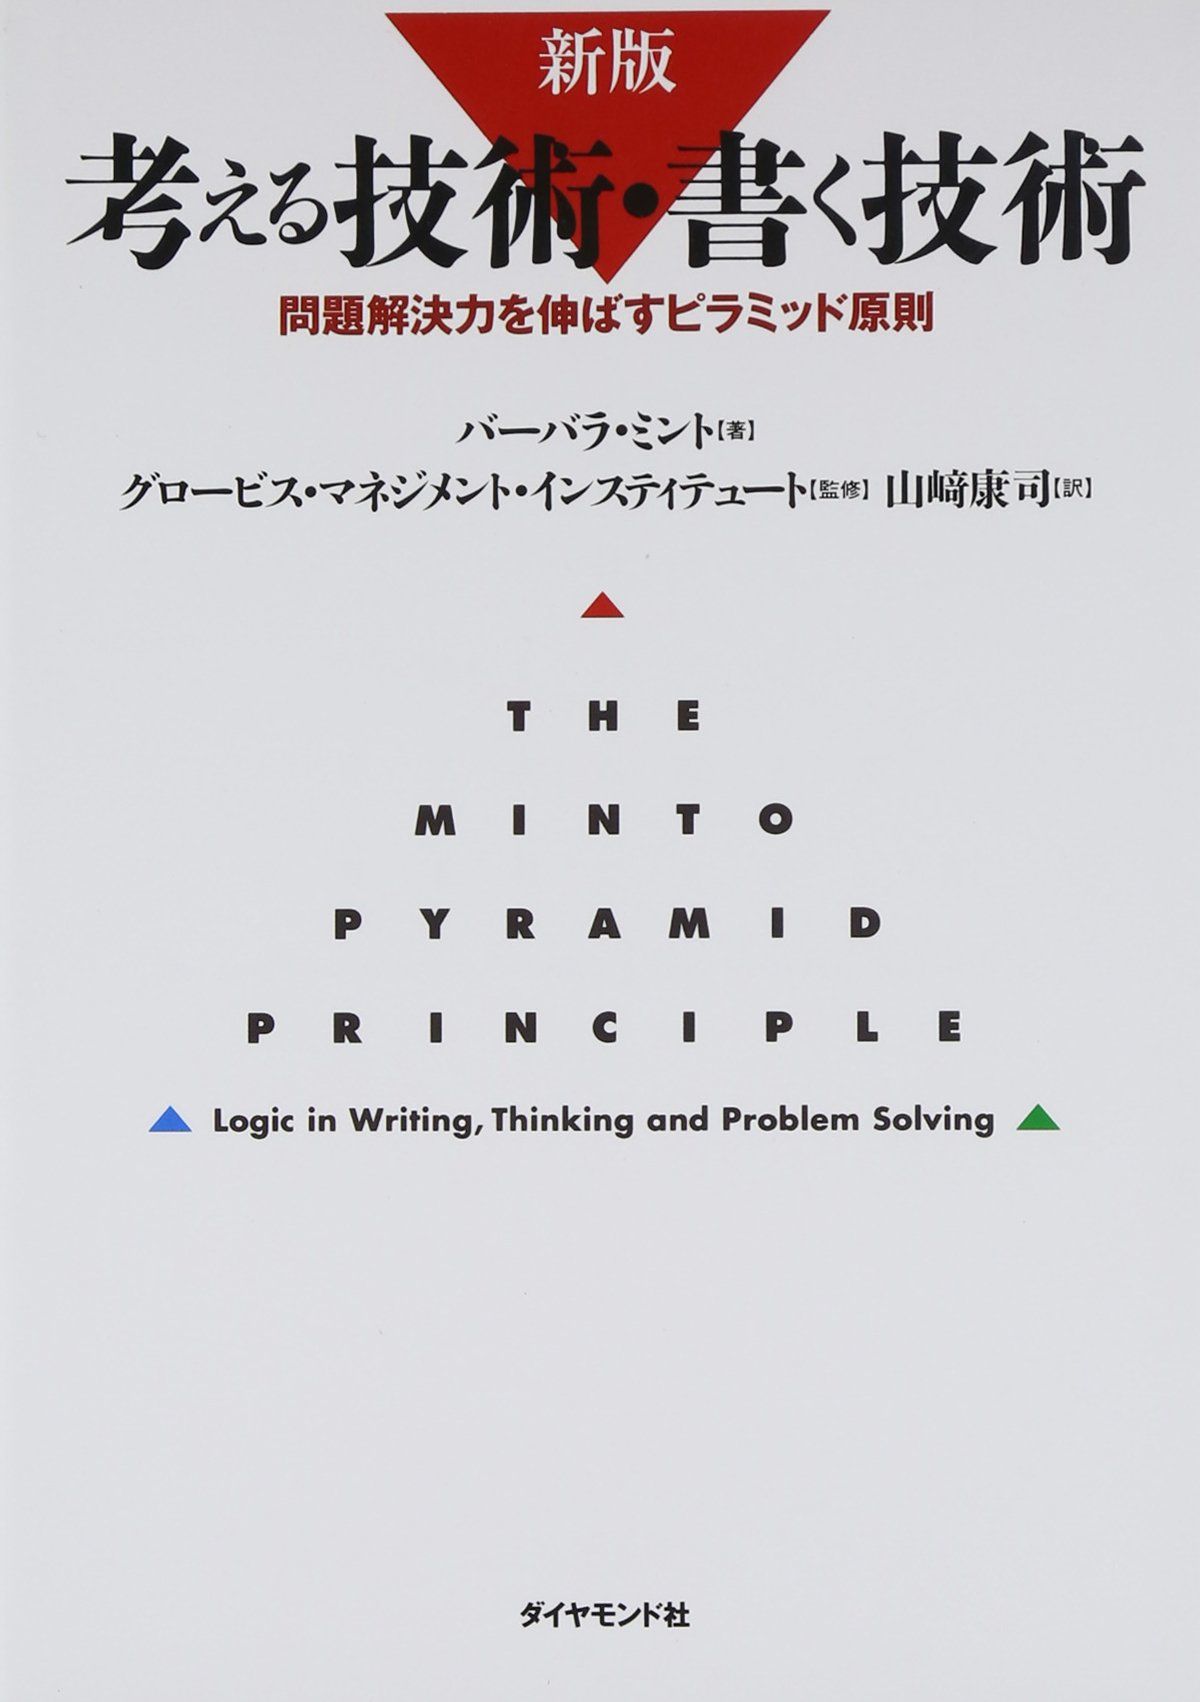 新版
考える技術・書く技術
問題解決力を伸ばすピラミッド原則
バーバラ・ミント【著】
グロービス・マネジメント・インスティテュート【監修】 山﨑康司【訳】
THE
MINTO
PYRAMID
PRINCIPLE
Logic in Writing, Thinking and Problem Solving
ダイヤモンド社